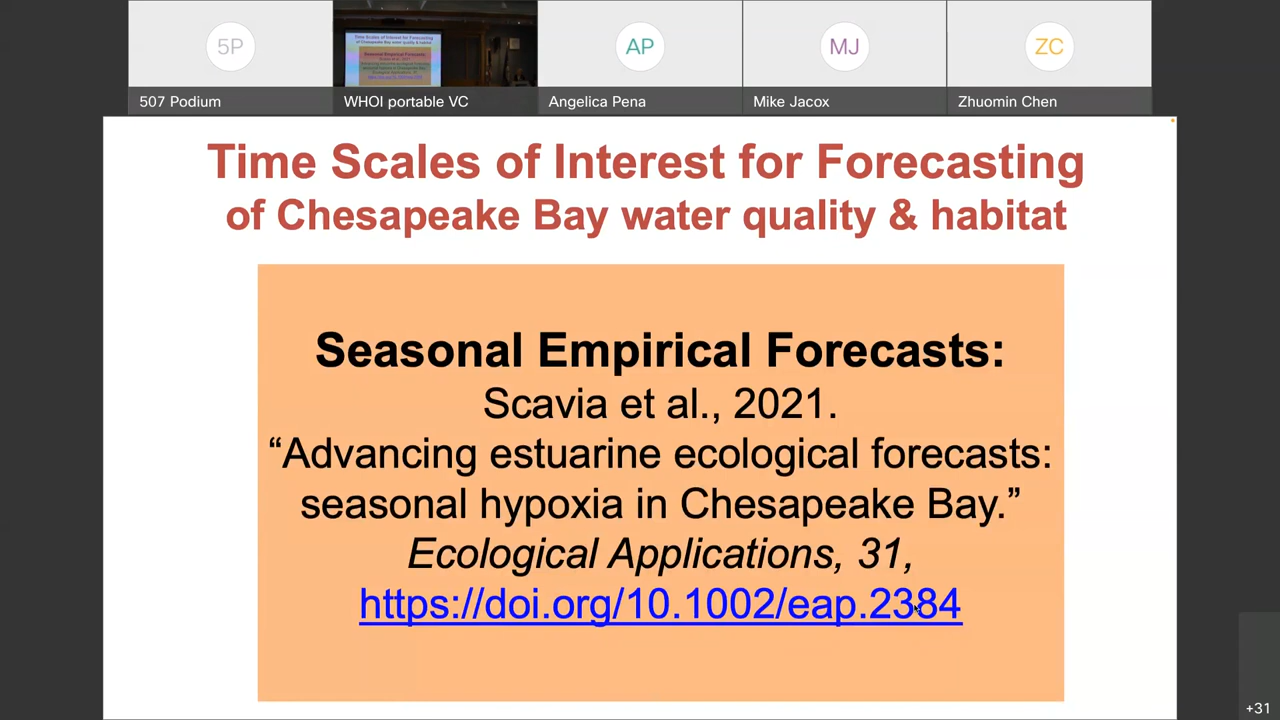 5P
AP
MJ
ZC
507 Podium
WHOI portable VC
Angelica Pena
Mike Jacox
Zhuomin Chen
Time Scales of Interest for Forecasting
of Chesapeake Bay water quality & habitat
Seasonal Empirical Forecasts:
Scavia et al., 2021.
“Advancing estuarine ecological forecasts:
seasonal hypoxia in Chesapeake Bay.”
Ecological Applications, 31,
https://doi.org/10.1002/eap.2384
+31